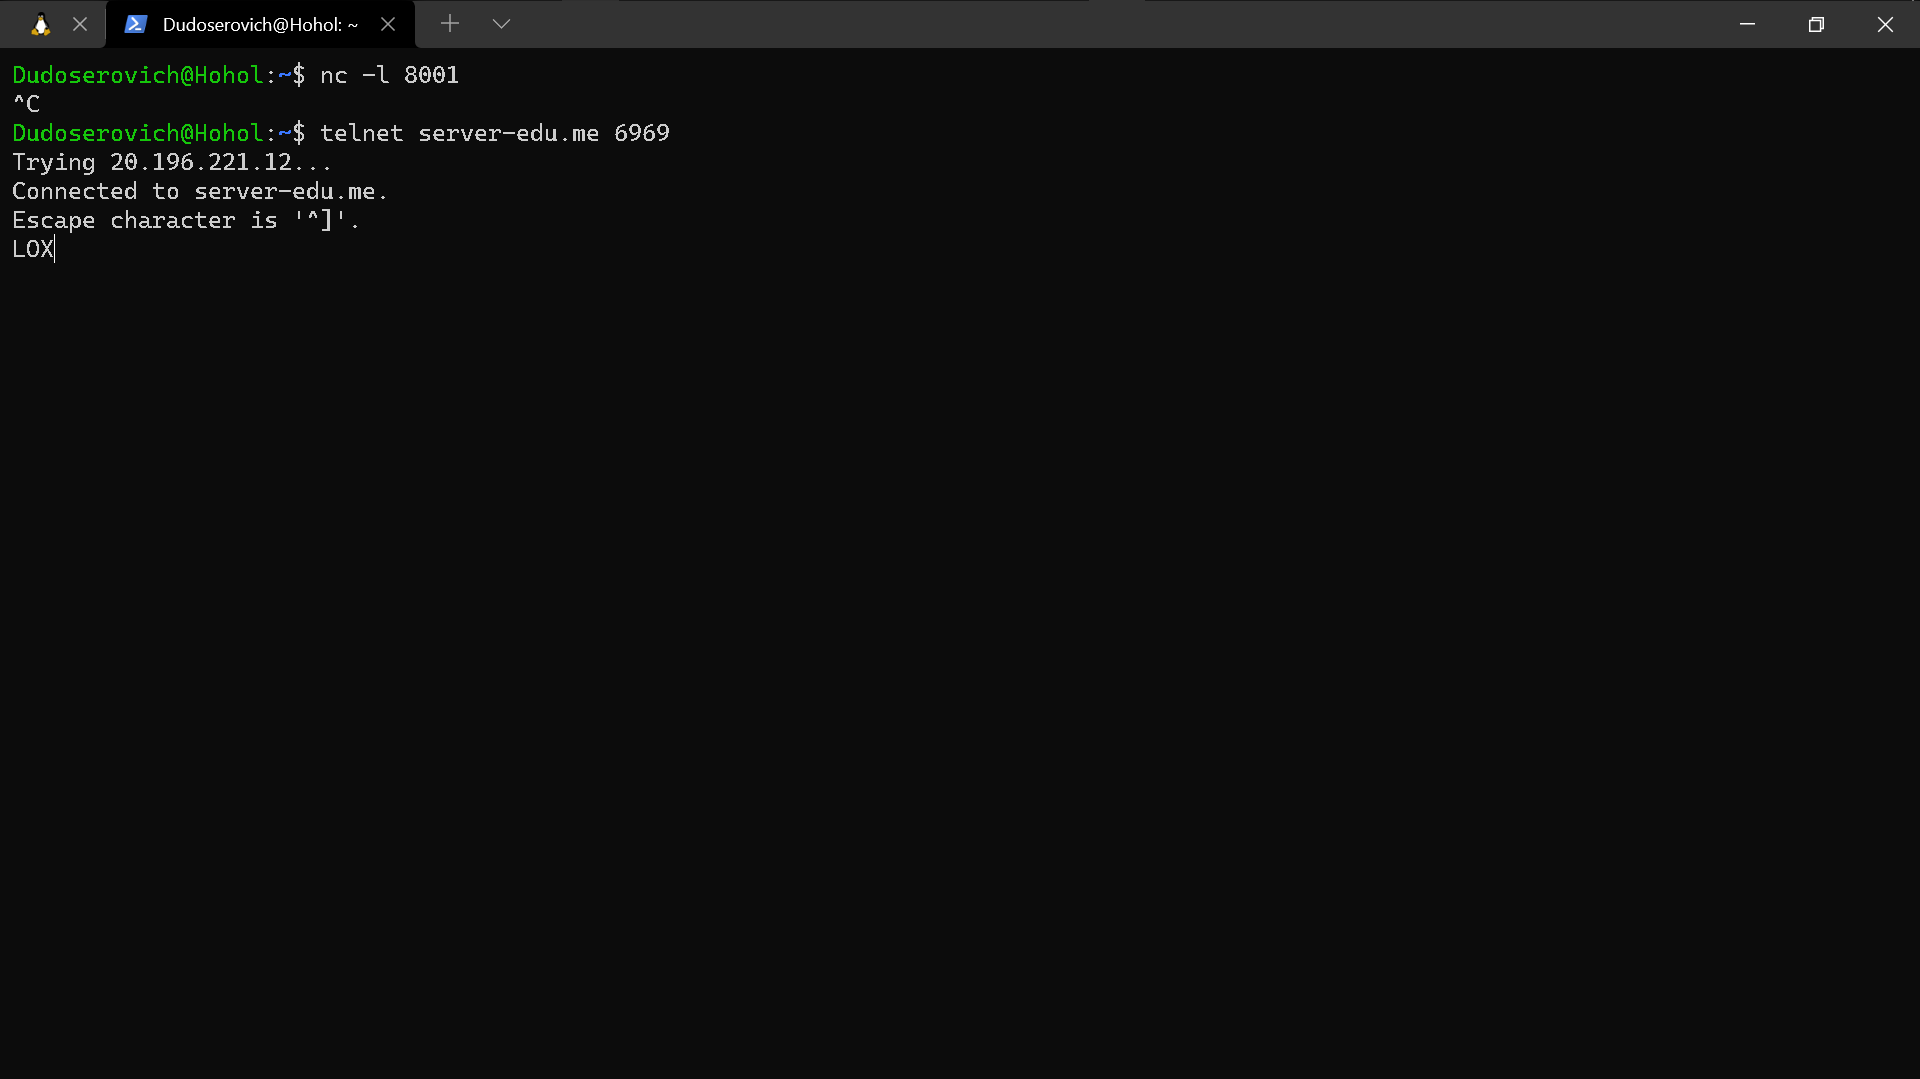 Dudoserovich@Hohol: ~
Dudoserovich@Hohol:~$ nc -l 8001
^C
Dudoserovich@Hohol:~$ telnet server-edu.me 6969
Trying 20.196.221.12...
Connected to server-edu.me.
Escape character is '^]'.
LOX